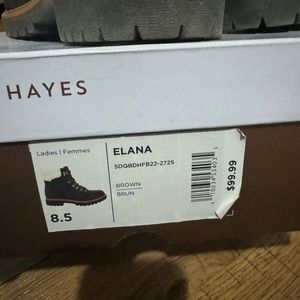 HAYES
Ladies | Femmes
ELANA
5DQBDHFB22-2725
BROWN
BRUN
8.5
$99.99